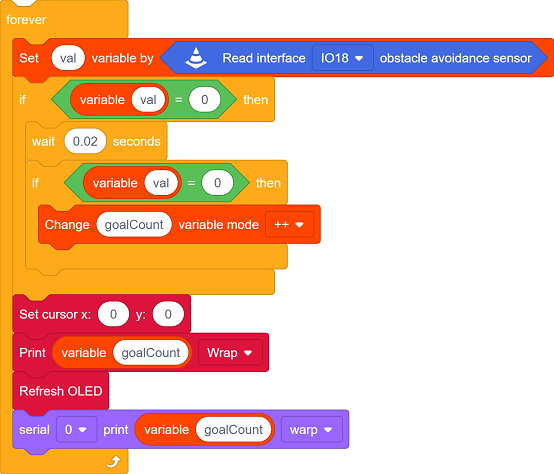 forever
Set val variable by Read interface IO18 obstacle avoidance sensor
if variable val = 0 then
wait 0.02 seconds
if variable val = 0 then
Change goalCount variable mode ++
Set cursor x: 0 y: 0
Print variable goalCount Wrap
Refresh OLED
serial 0 print variable goalCount warp